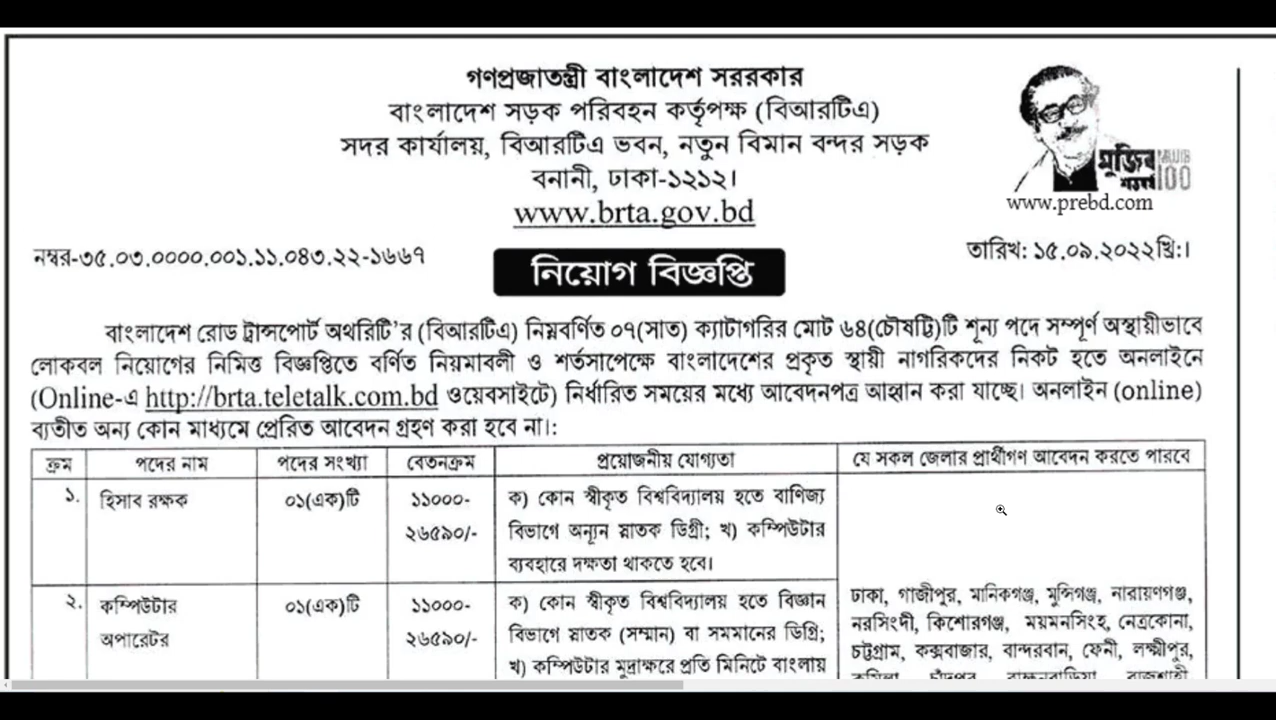 গণপ্রজাতন্ত্রী বাংলাদেশ সরকার
বাংলাদেশ সড়ক পরিবহন কর্তৃপক্ষ (বিআরটিএ)
সদর কার্যালয়, বিআরটিএ ভবন, নতুন বিমান বন্দর সড়ক
বনানী, ঢাকা-১২১২।
www.brta.gov.bd
মুজিব MUJIB
শতবর্ষ 100
www.prebd.com
নম্বর-৩৫.০৩.০০০০.০০১.১১.০৪৩.২২-১৬৬৭
তারিখ: ১৫.০৯.২০২২খ্রি:।
নিয়োগ বিজ্ঞপ্তি
বাংলাদেশ রোড ট্রান্সপোর্ট অথরিটি'র (বিআরটিএ) নিম্নবর্ণিত ০৭(সাত) ক্যাটাগরির মোট ৬৪(চৌষট্টি)টি শূন্য পদে সম্পূর্ণ অস্থায়ীভাবে
লোকবল নিয়োগের নিমিত্ত বিজ্ঞপ্তিতে বর্ণিত নিয়মাবলী ও শর্তসাপেক্ষে বাংলাদেশের প্রকৃত স্থায়ী নাগরিকদের নিকট হতে অনলাইনে
(Online-এ http://brta.teletalk.com.bd ওয়েবসাইটে) নির্ধারিত সময়ের মধ্যে আবেদনপত্র আহ্বান করা যাচ্ছে। অনলাইন (online)
ব্যতীত অন্য কোন মাধ্যমে প্রেরিত আবেদন গ্রহণ করা হবে না।:
ক্রম পদের নাম পদের সংখ্যা বেতনক্রম প্রয়োজনীয় যোগ্যতা যে সকল জেলার প্রার্থীগণ আবেদন করতে পারবে
১. হিসাব রক্ষক ০১(এক)টি ১১০০০- ক) কোন স্বীকৃত বিশ্ববিদ্যালয় হতে বাণিজ্য
২৬৫৯০/- বিভাগে অন্যূন স্নাতক ডিগ্রী; খ) কম্পিউটার
ব্যবহারে দক্ষতা থাকতে হবে।
২. কম্পিউটার ০১(এক)টি ১১০০০- ক) কোন স্বীকৃত বিশ্ববিদ্যালয় হতে বিজ্ঞান
অপারেটর ২৬৫৯০/- বিভাগে স্নাতক (সম্মান) বা সমমানের ডিগ্রি;
খ) কম্পিউটার মুদ্রাক্ষরে প্রতি মিনিটে বাংলায়
ঢাকা, গাজীপুর, মানিকগঞ্জ, মুন্সিগঞ্জ, নারায়ণগঞ্জ,
নরসিংদী, কিশোরগঞ্জ, ময়মনসিংহ, নেত্রকোনা,
চট্টগ্রাম, কক্সবাজার, বান্দরবান, ফেনী, লক্ষ্মীপুর,
কুমিল্লা, চাঁদপুর, রাজশাহী,